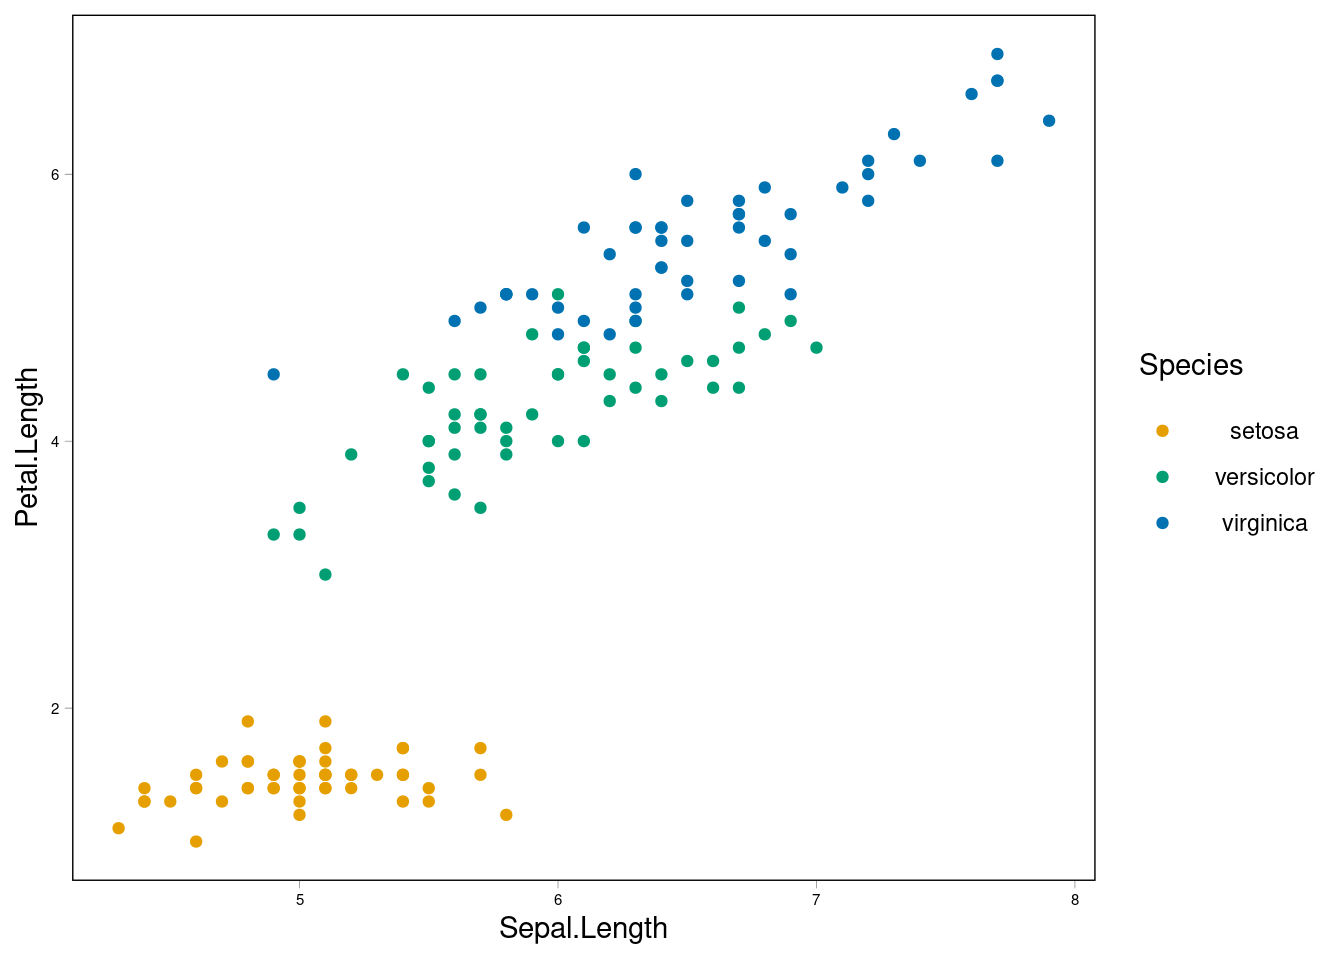 6
4
2
Petal.Length
5 6 7 8
Sepal.Length
Species
setosa
versicolor
virginica